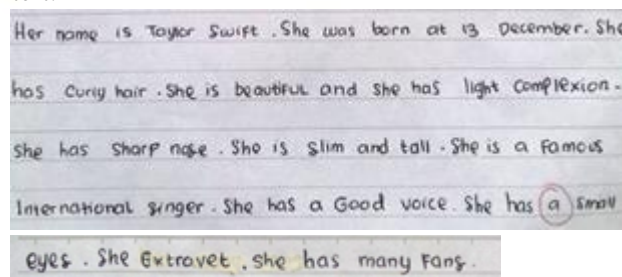 Her name is Taylor Swift. She was born at 13 December. She
has Curly hair. She is beautiful and she has light complexion.
She has sharp nose. She is slim and tall. She is a famous
International singer. She has a Good voice. She has a small
eyes. She Extrovet. She has many Fans.